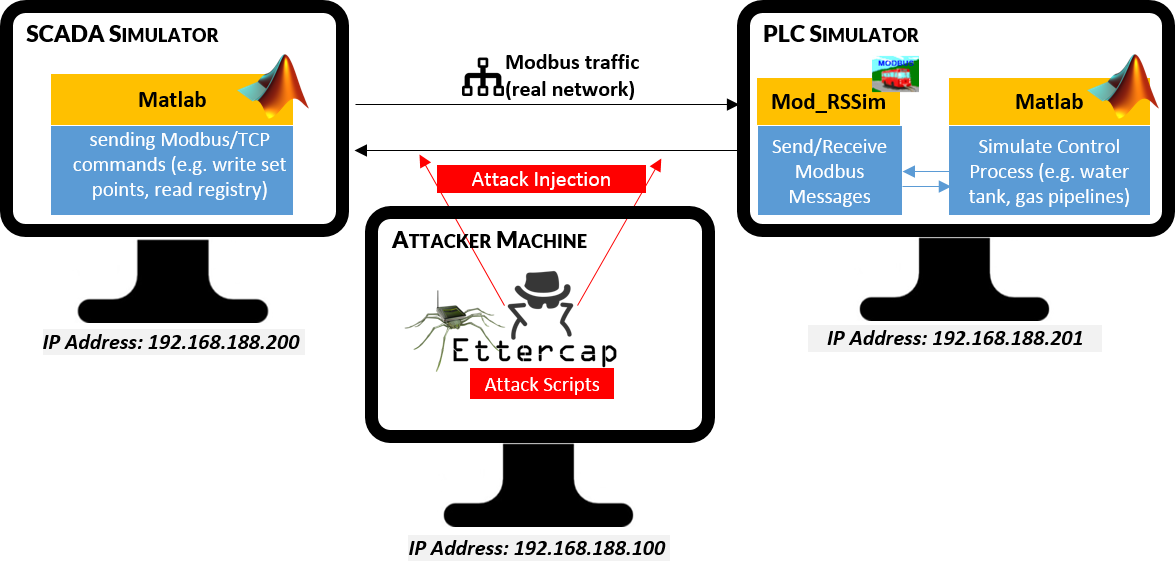 SCADA SIMULATOR
Matlab
sending Modbus/TCP
commands (e.g. write set
points, read registry)
IP Address: 192.168.188.200
Modbus traffic
(real network)
Attack Injection
PLC SIMULATOR
MODBUS
Mod_RSSim
Send/Receive
Modbus
Messages
Matlab
Simulate Control
Process (e.g. water
tank, gas pipelines)
IP Address: 192.168.188.201
ATTACKER MACHINE
Ettercap
Attack Scripts
IP Address: 192.168.188.100